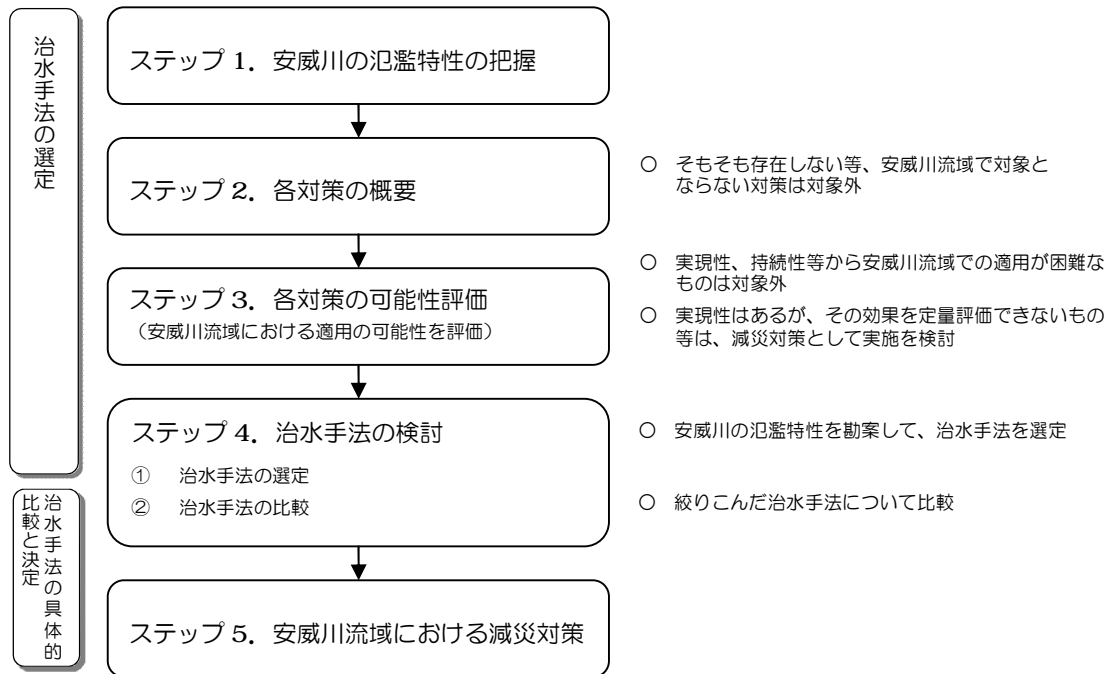 治水手法の選定
ステップ 1. 安威川の氾濫特性の把握
ステップ 2. 各対策の概要
○ そもそも存在しない等、安威川流域で対象と
ならない対策は対象外
ステップ 3. 各対策の可能性評価
(安威川流域における適用の可能性を評価)
○ 実現性、持続性等から安威川流域での適用が困難な
ものは対象外
○ 実現性はあるが、その効果を定量評価できないもの
等は、減災対策として実施を検討
ステップ 4. 治水手法の検討
① 治水手法の選定
② 治水手法の比較
○ 安威川の氾濫特性を勘案して、治水手法を選定
○ 絞りこんだ治水手法について比較
治水手法の具体的
比較と決定
ステップ 5. 安威川流域における減災対策